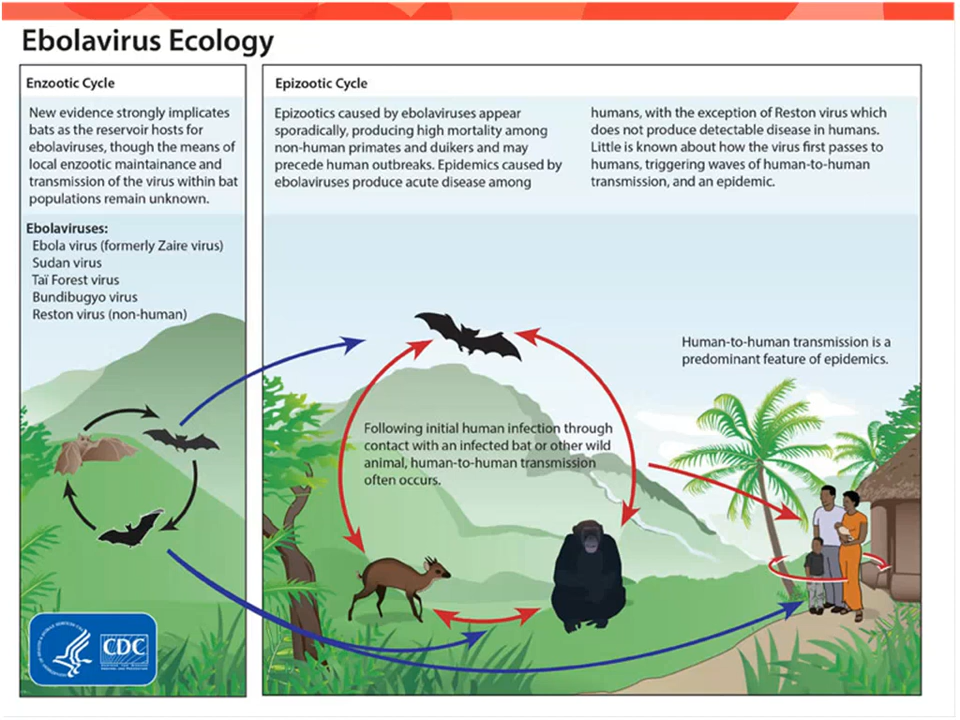 Ebolavirus Ecology
Enzootic Cycle
New evidence strongly implicates
bats as the reservoir hosts for
ebolaviruses, though the means of
local enzootic maintainance and
transmission of the virus within bat
populations remain unknown.
Ebolaviruses:
Ebola virus (formerly Zaire virus)
Sudan virus
Taï Forest virus
Bundibugyo virus
Reston virus (non-human)
Epizootic Cycle
Epizootics caused by ebolaviruses appear
sporadically, producing high mortality among
non-human primates and duikers and may
precede human outbreaks. Epidemics caused by
ebolaviruses produce acute disease among
humans, with the exception of Reston virus which
does not produce detectable disease in humans.
Little is known about how the virus first passes to
humans, triggering waves of human-to-human
transmission, and an epidemic.
Human-to-human transmission is a
predominant feature of epidemics.
Following initial human infection through
contact with an infected bat or other wild
animal, human-to-human transmission
often occurs.
CDC